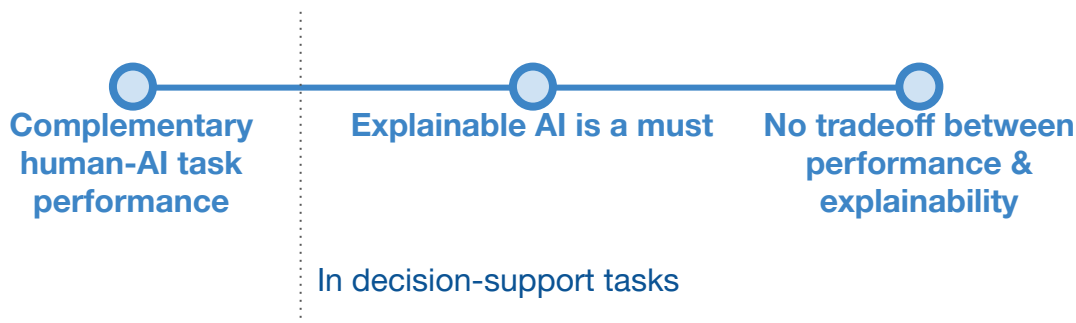 Complementary
human-AI task
performance
Explainable AI is a must
No tradeoff between
performance &
explainability
In decision-support tasks